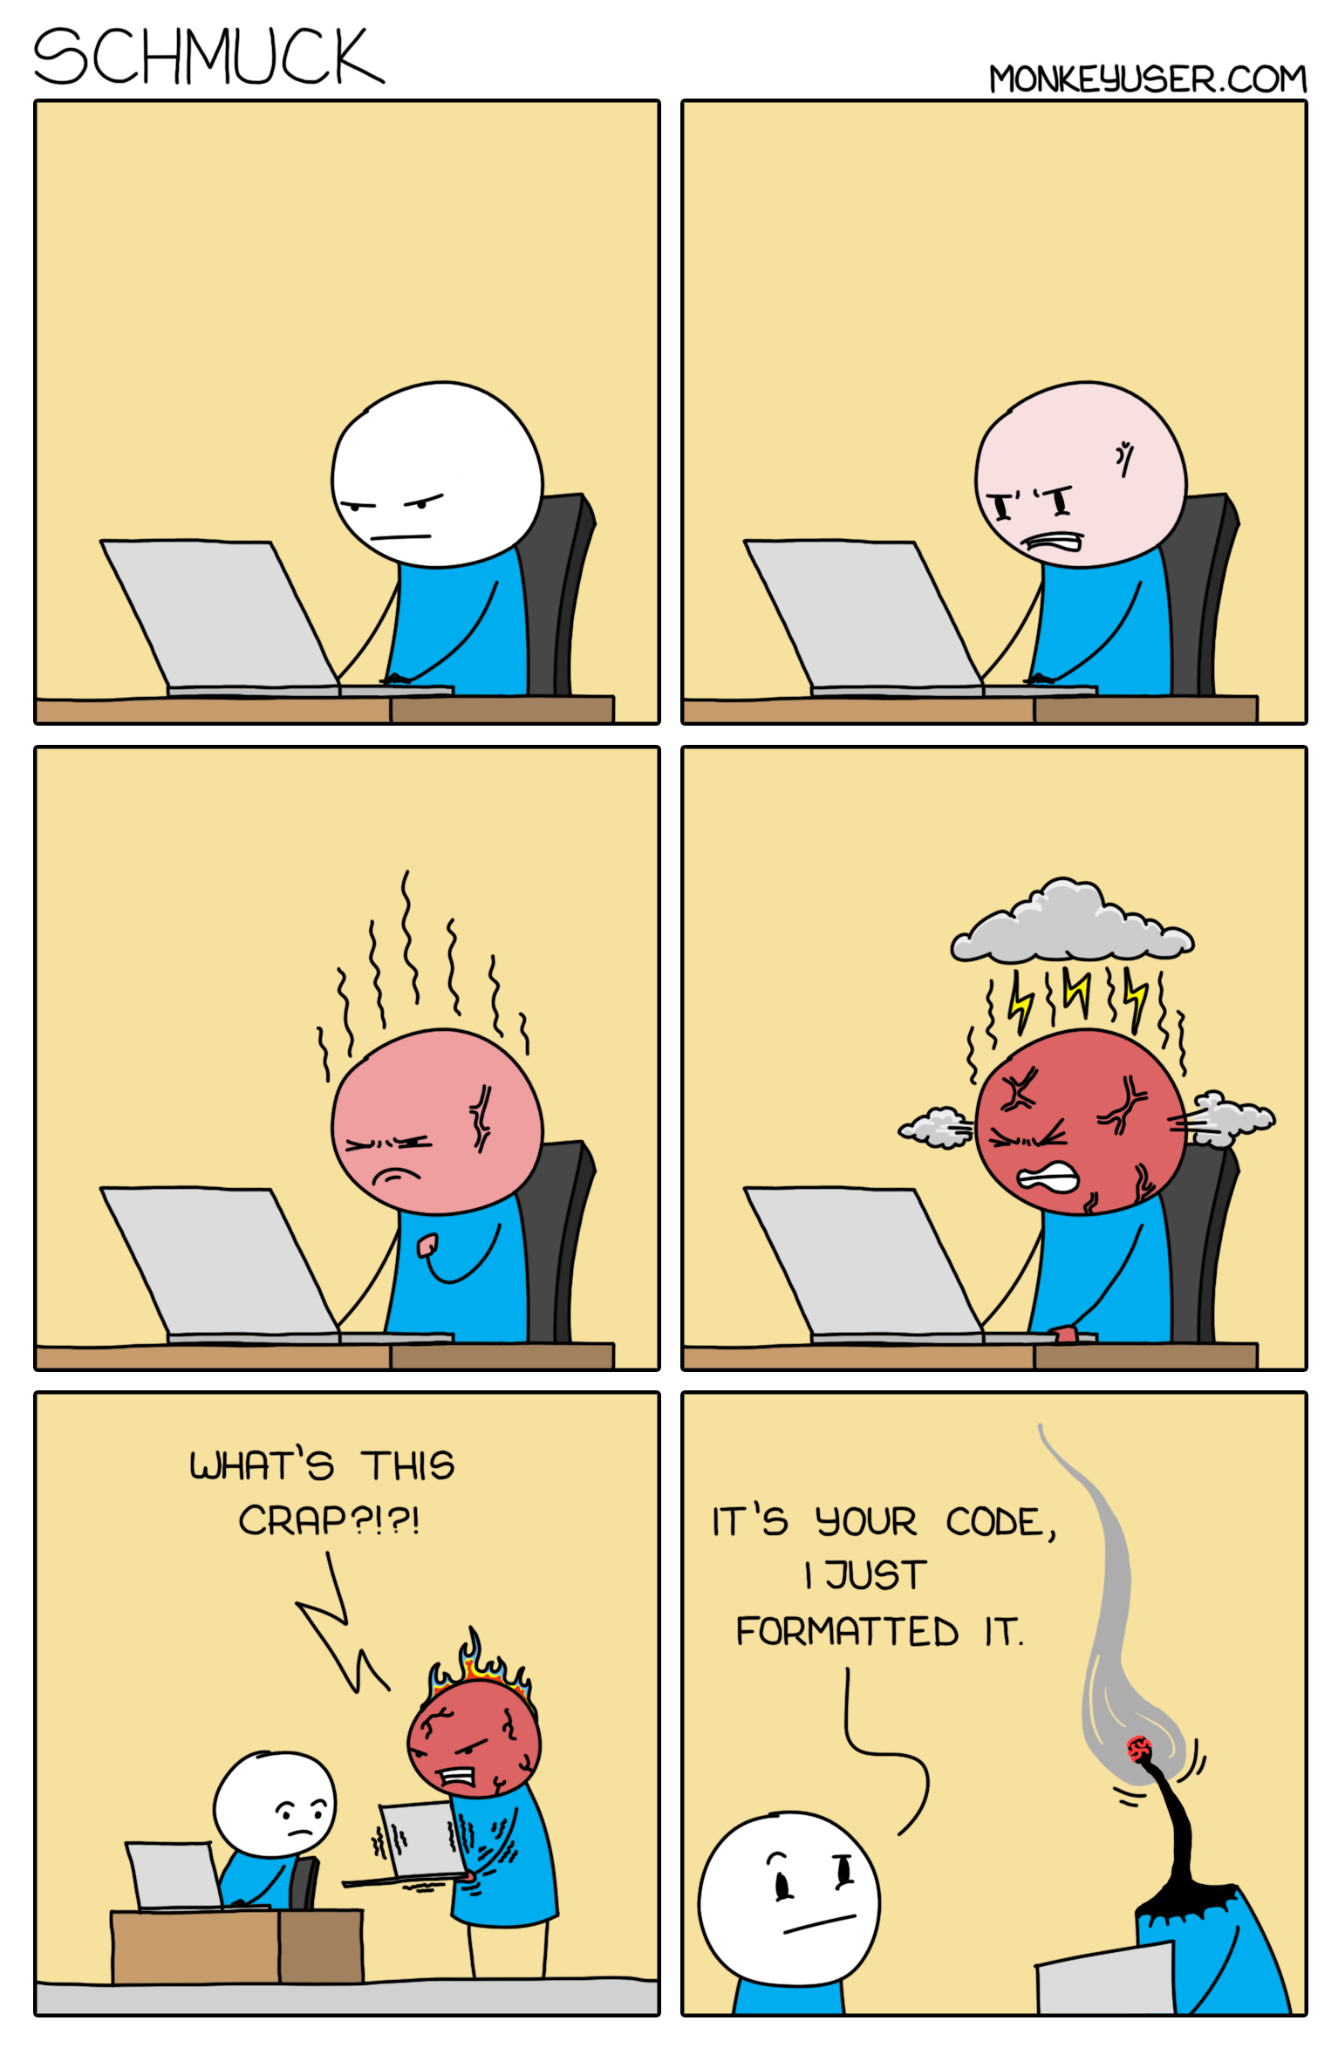 SCHMUCK
MONKEYUSER.COM
WHAT'S THIS
CRAP?!?!
IT'S YOUR CODE,
I JUST
FORMATTED IT.